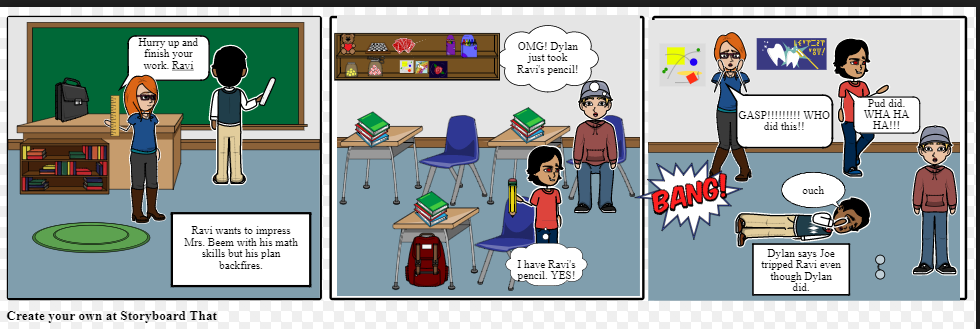 Hurry up and
finish your
work. Ravi
Ravi wants to impress
Mrs. Beem with his math
skills but his plan
backfires.
OMG! Dylan
just took
Ravi's pencil!
I have Ravi's
pencil. YES!
GASP!!!!!!!!! WHO
did this!!
Pud did.
WHA HA
HA!!!
BANG!
ouch
Dylan says Joe
tripped Ravi even
though Dylan
did.
Create your own at Storyboard That